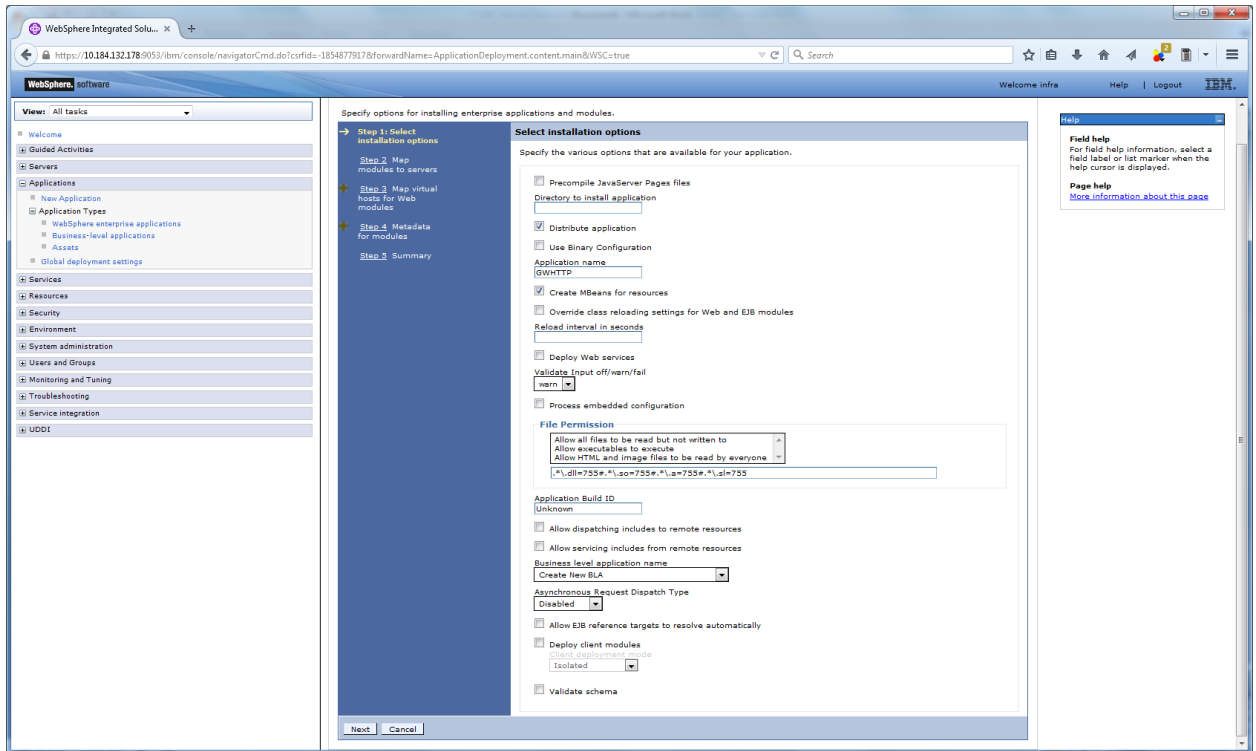 WebSphere Integrated Solu... × +
https://10.184.132.178:9053/ibm/console/navigatorCmd.do?csrfid=-1854877917&forwardName=ApplicationDeployment.content.main&WSC=true
Search
2
WebSphere. software
Welcome infra
Help | Logout
IBM.
View: All tasks
Welcome
Guided Activities
Servers
Applications
New Application
Application Types
WebSphere enterprise applications
Business-level applications
Assets
Global deployment settings
Services
Resources
Security
Environment
System administration
Users and Groups
Monitoring and Tuning
Troubleshooting
Service integration
UDDI
Specify options for installing enterprise applications and modules.
Step 1: Select
installation options
Step 2 Map
modules to servers
Step 3 Map virtual
hosts for Web
modules
Step 4 Metadata
for modules
Step 5 Summary
Select installation options
Specify the various options that are available for your application.
Precompile JavaServer Pages files
Directory to install application
Distribute application
Use Binary Configuration
Application name
GWHTTP
Create MBeans for resources
Override class reloading settings for Web and EJB modules
Reload interval in seconds
Deploy Web services
Validate Input off/warn/fail
warn
Process embedded configuration
File Permission
Allow all files to be read but not written to
Allow executables to execute
Allow HTML and image files to be read by everyone
.*\.dll=755#.*\.so=755#.*\.a=755#.*\.sl=755
Application Build ID
Unknown
Allow dispatching includes to remote resources
Allow servicing includes from remote resources
Business level application name
Create New BLA
Asynchronous Request Dispatch Type
Disabled
Allow EJB reference targets to resolve automatically
Deploy client modules
Client deployment mode
Isolated
Validate schema
Next Cancel
Help
Field help
For field help information, select a
field label or list marker when the
help cursor is displayed.
Page help
More information about this page